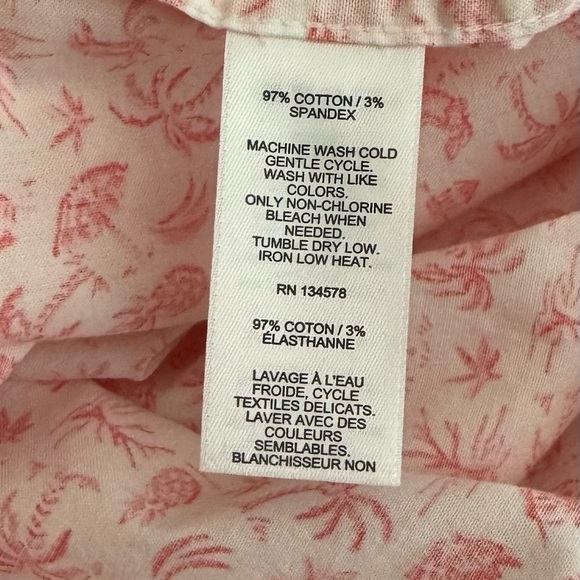 97% COTTON / 3%
SPANDEX
MACHINE WASH COLD
GENTLE CYCLE.
WASH WITH LIKE
COLORS.
ONLY NON-CHLORINE
BLEACH WHEN
NEEDED.
TUMBLE DRY LOW.
IRON LOW HEAT.
RN 134578
97% COTON / 3%
ÉLASTHANNE
LAVAGE À L'EAU
FROIDE, CYCLE
TEXTILES DELICATS.
LAVER AVEC DES
COULEURS
SEMBLABLES.
BLANCHISSEUR NON